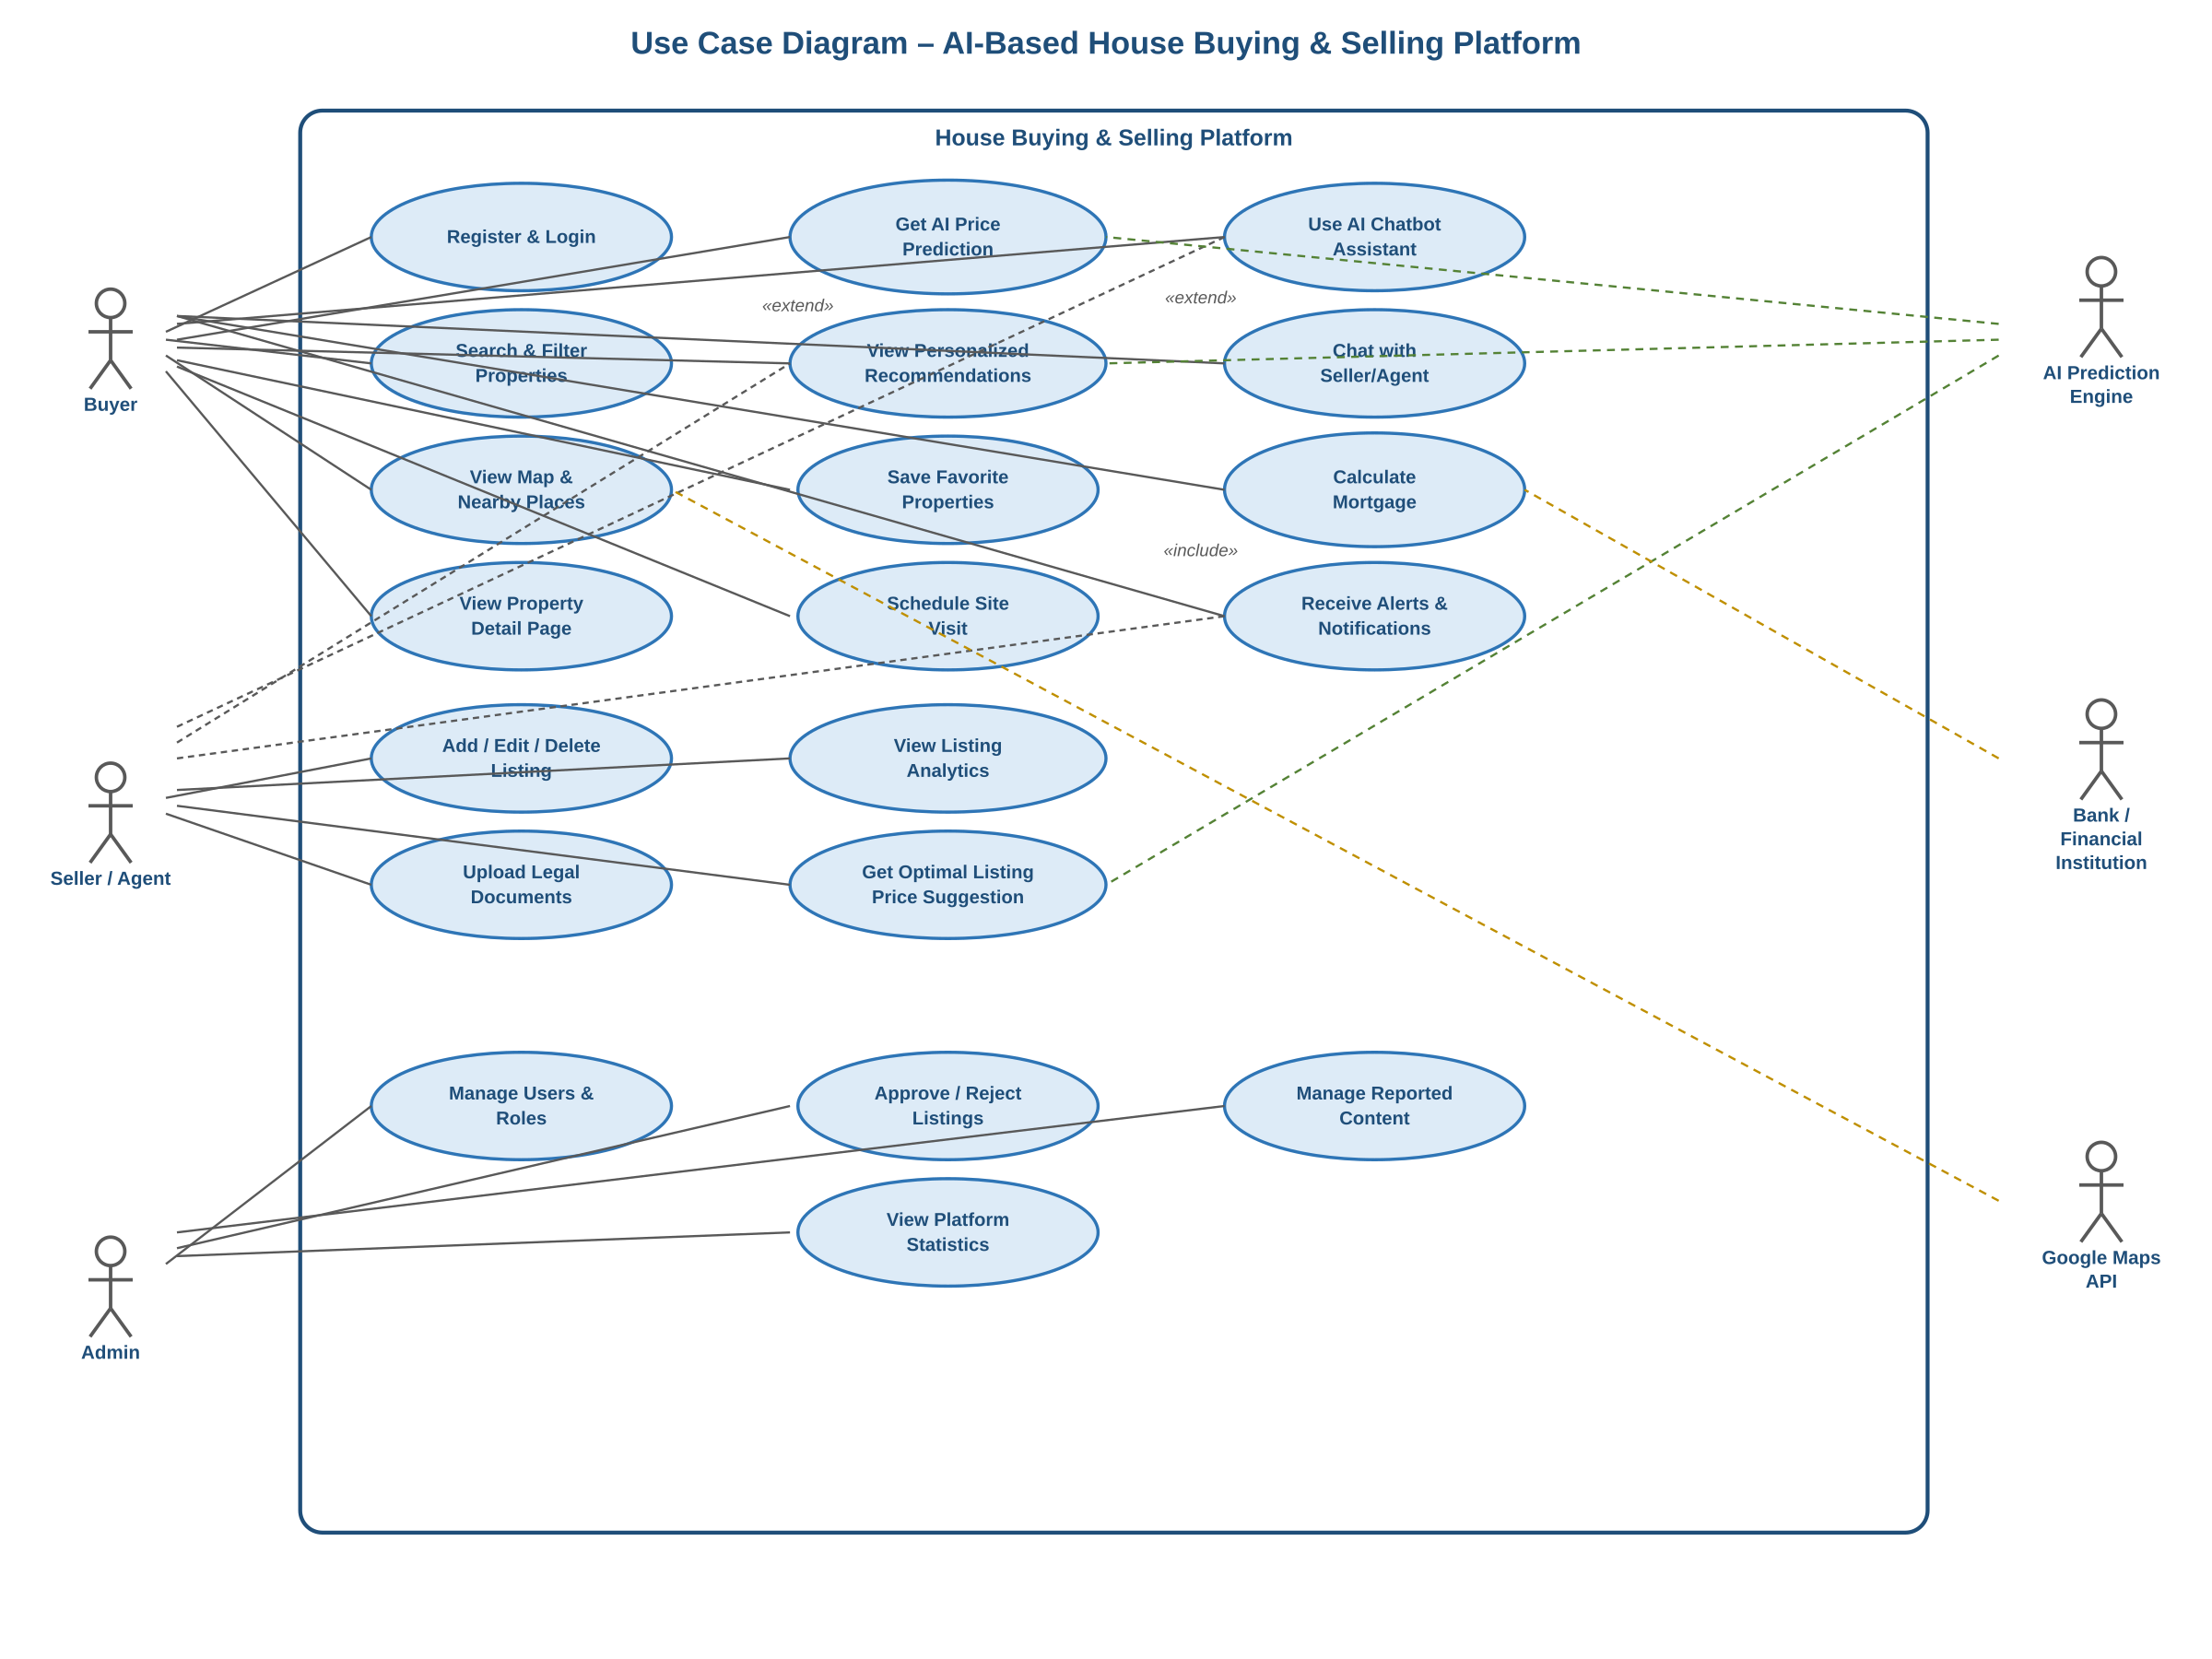 Use Case Diagram – AI-Based House Buying & Selling Platform
House Buying & Selling Platform
Register & Login
Get AI Price
Prediction
Use AI Chatbot
Assistant
«extend»
«extend»
Search & Filter
Properties
View Personalized
Recommendations
Chat with
Seller/Agent
Buyer
AI Prediction
Engine
View Map &
Nearby Places
Save Favorite
Properties
Calculate
Mortgage
«include»
View Property
Detail Page
Schedule Site
Visit
Receive Alerts &
Notifications
Add / Edit / Delete
Listing
View Listing
Analytics
Seller / Agent
Bank /
Financial
Institution
Upload Legal
Documents
Get Optimal Listing
Price Suggestion
Manage Users &
Roles
Approve / Reject
Listings
Manage Reported
Content
View Platform
Statistics
Admin
Google Maps
API